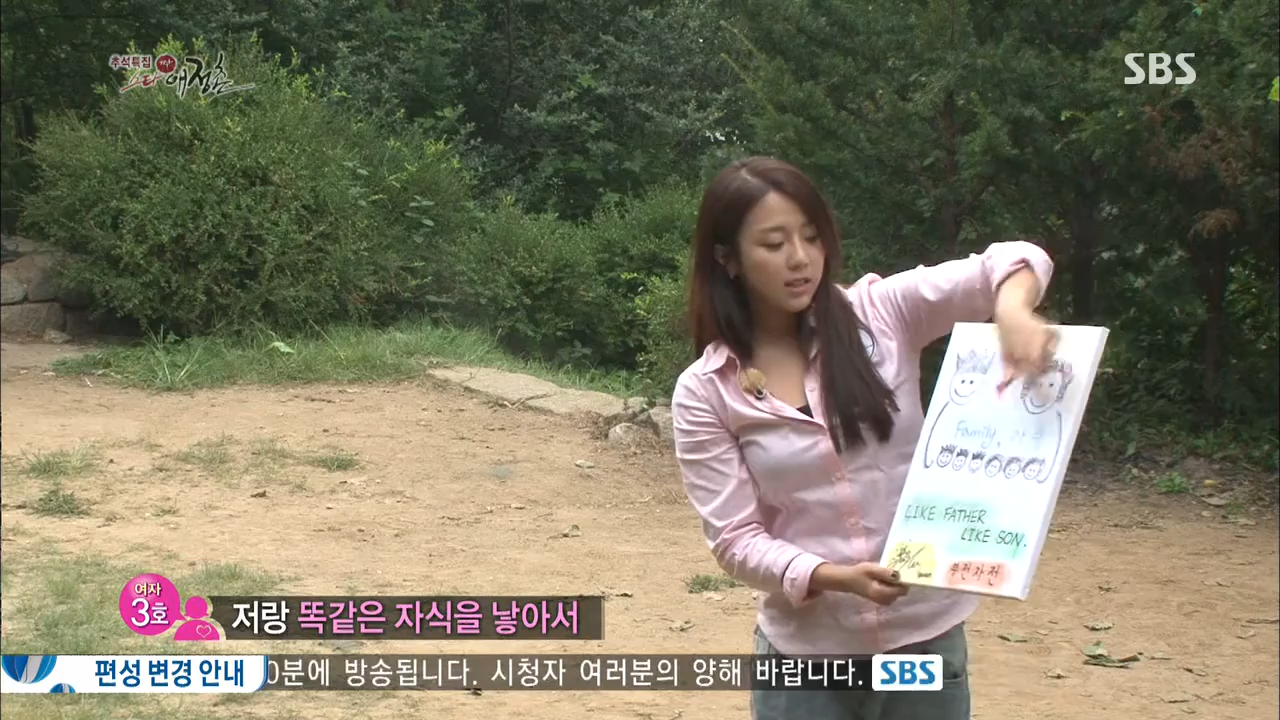 추석특집
짝
스타 애정촌
SBS
Family,
LIKE FATHER
LIKE SON.
부전자전
여자
3호
저랑 똑같은 자식을 낳아서
편성 변경 안내
0분에 방송됩니다. 시청자 여러분의 양해 바랍니다.
SBS